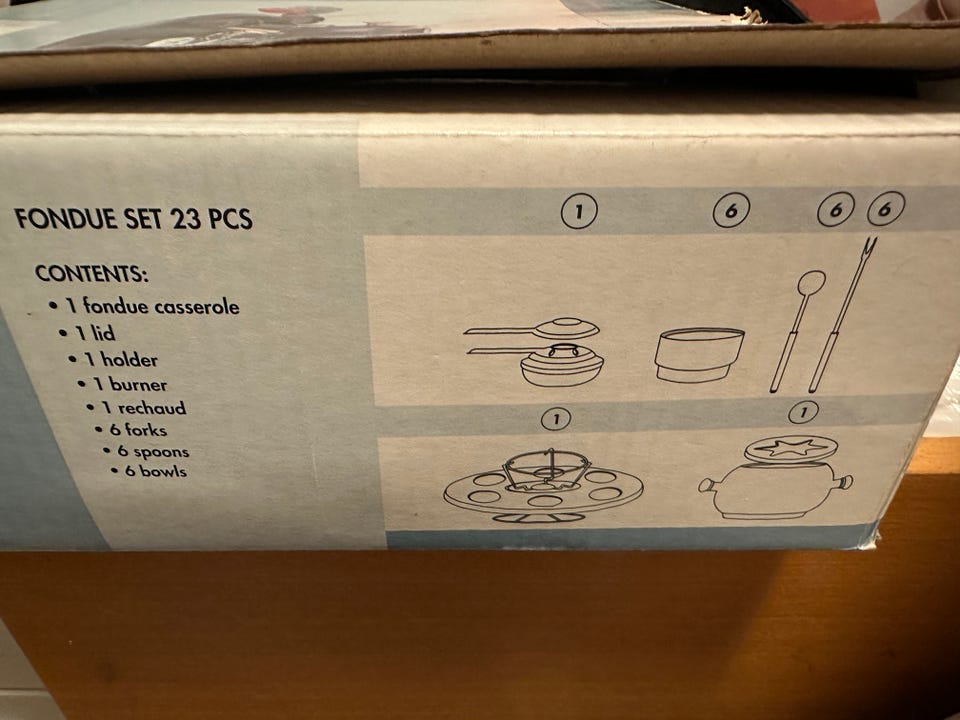 FONDUE SET 23 PCS
CONTENTS:
• 1 fondue casserole
• 1 lid
• 1 holder
• 1 burner
• 1 rechaud
• 6 forks
• 6 spoons
• 6 bowls
1 6 6 6
1 1